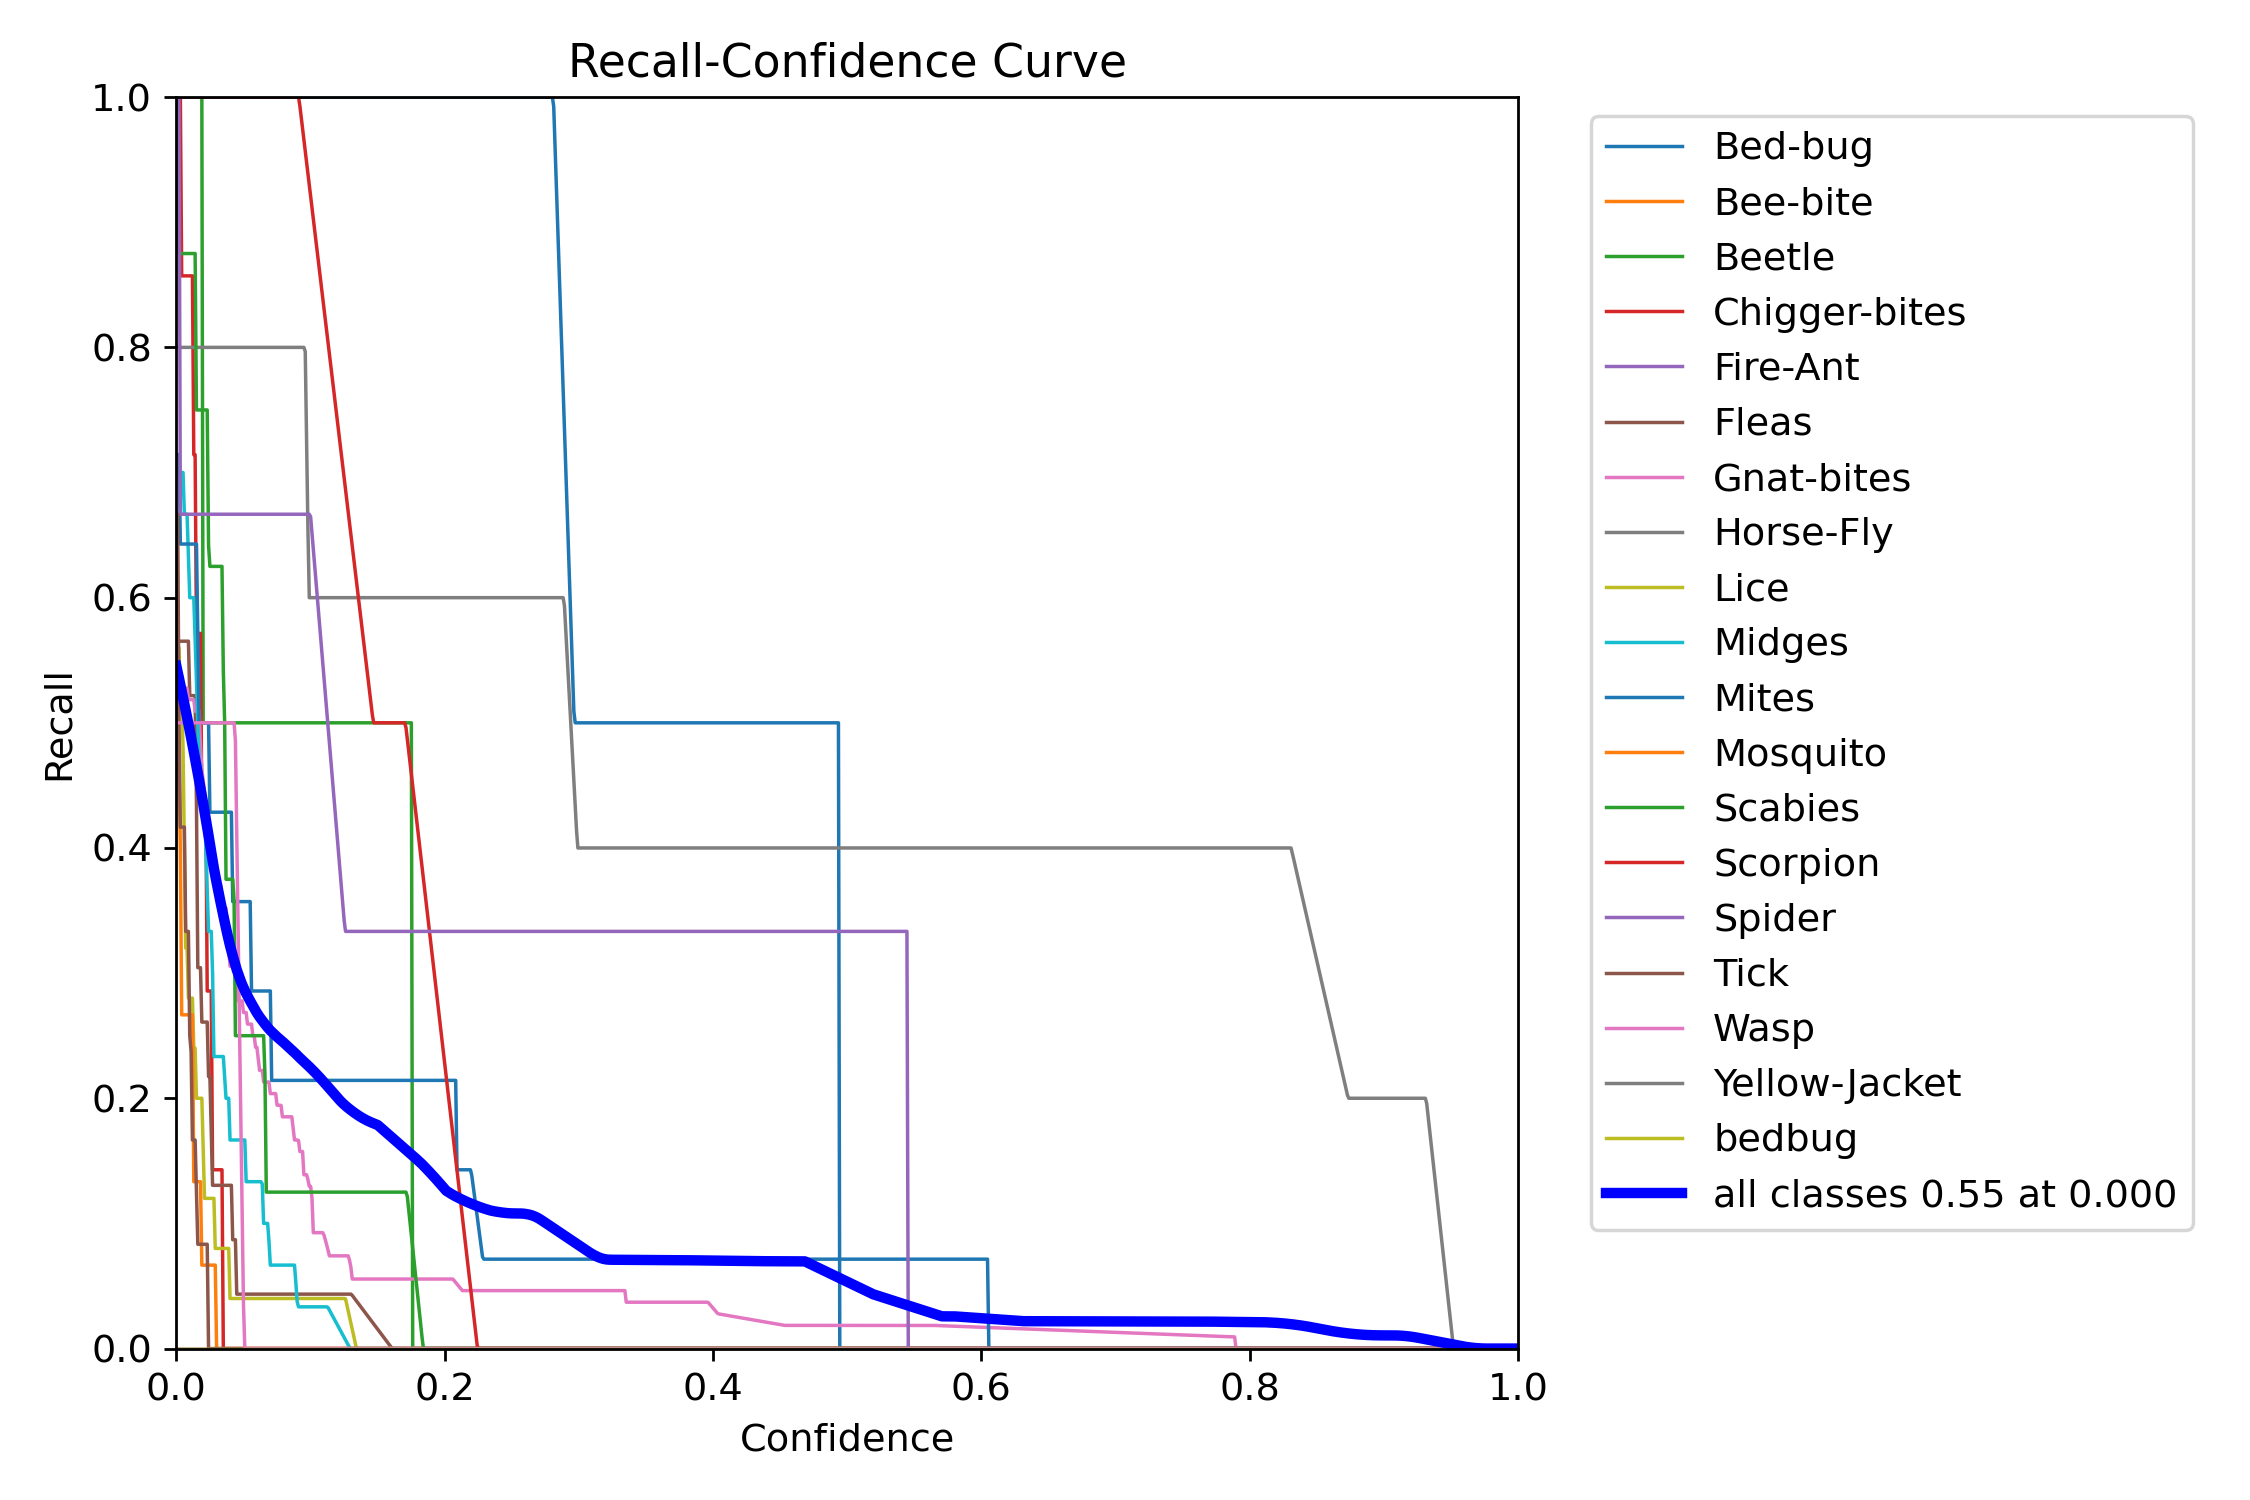 Recall-Confidence Curve
1.0
0.8
0.6
0.4
0.2
0.0
Recall
0.0 0.2 0.4 0.6 0.8 1.0
Confidence
Bed-bug
Bee-bite
Beetle
Chigger-bites
Fire-Ant
Fleas
Gnat-bites
Horse-Fly
Lice
Midges
Mites
Mosquito
Scabies
Scorpion
Spider
Tick
Wasp
Yellow-Jacket
bedbug
all classes 0.55 at 0.000